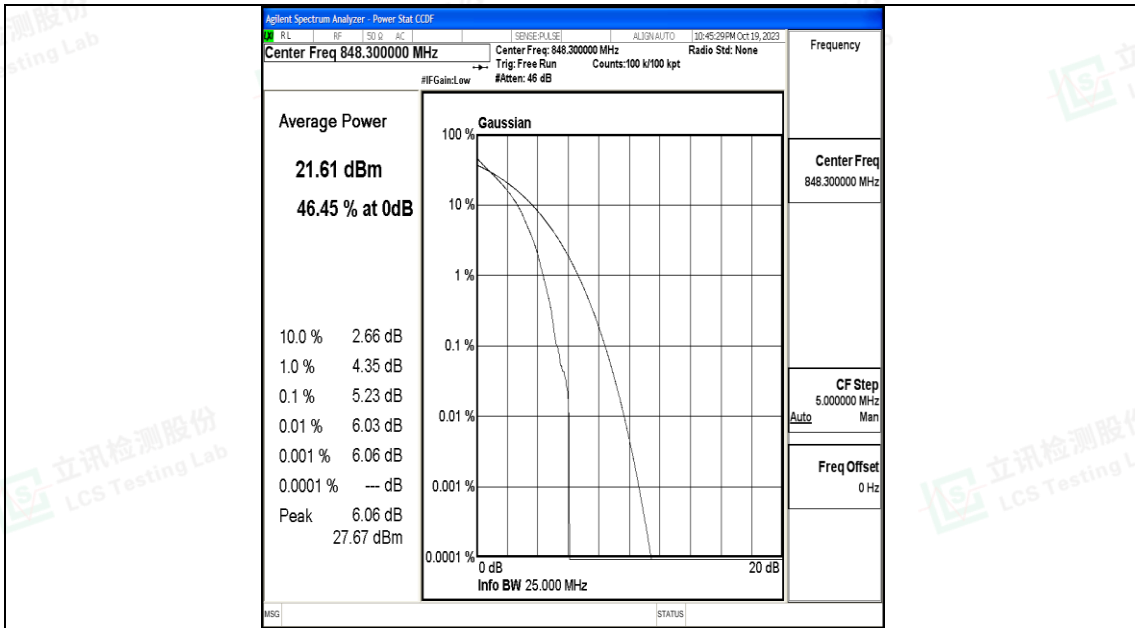 Agilent Spectrum Analyzer - Power Stat CCDF
RL RF 50 Ω AC SENSE:PULSE ALIGN AUTO 10:45:29PM Oct 19, 2023
Center Freq 848.300000 MHz
Center Freq: 848.300000 MHz Radio Std: None
Trig: Free Run Counts:100 k/100 kpt
#IFGain:Low #Atten: 46 dB
Frequency
Average Power
21.61 dBm
46.45 % at 0dB
10.0 % 2.66 dB
1.0 % 4.35 dB
0.1 % 5.23 dB
0.01 % 6.03 dB
0.001 % 6.06 dB
0.0001 % --- dB
Peak 6.06 dB
27.67 dBm
Gaussian
100 %
10 %
1 %
0.1 %
0.01 %
0.001 %
0.0001 %
0 dB 20 dB
Info BW 25.000 MHz
Center Freq
848.300000 MHz
CF Step
5.000000 MHz
Auto Man
Freq Offset
0 Hz
MSG STATUS
立讯检测股份
LCS Testing Lab
立讯检测股份
LCS Testing L
测股份
sting Lab